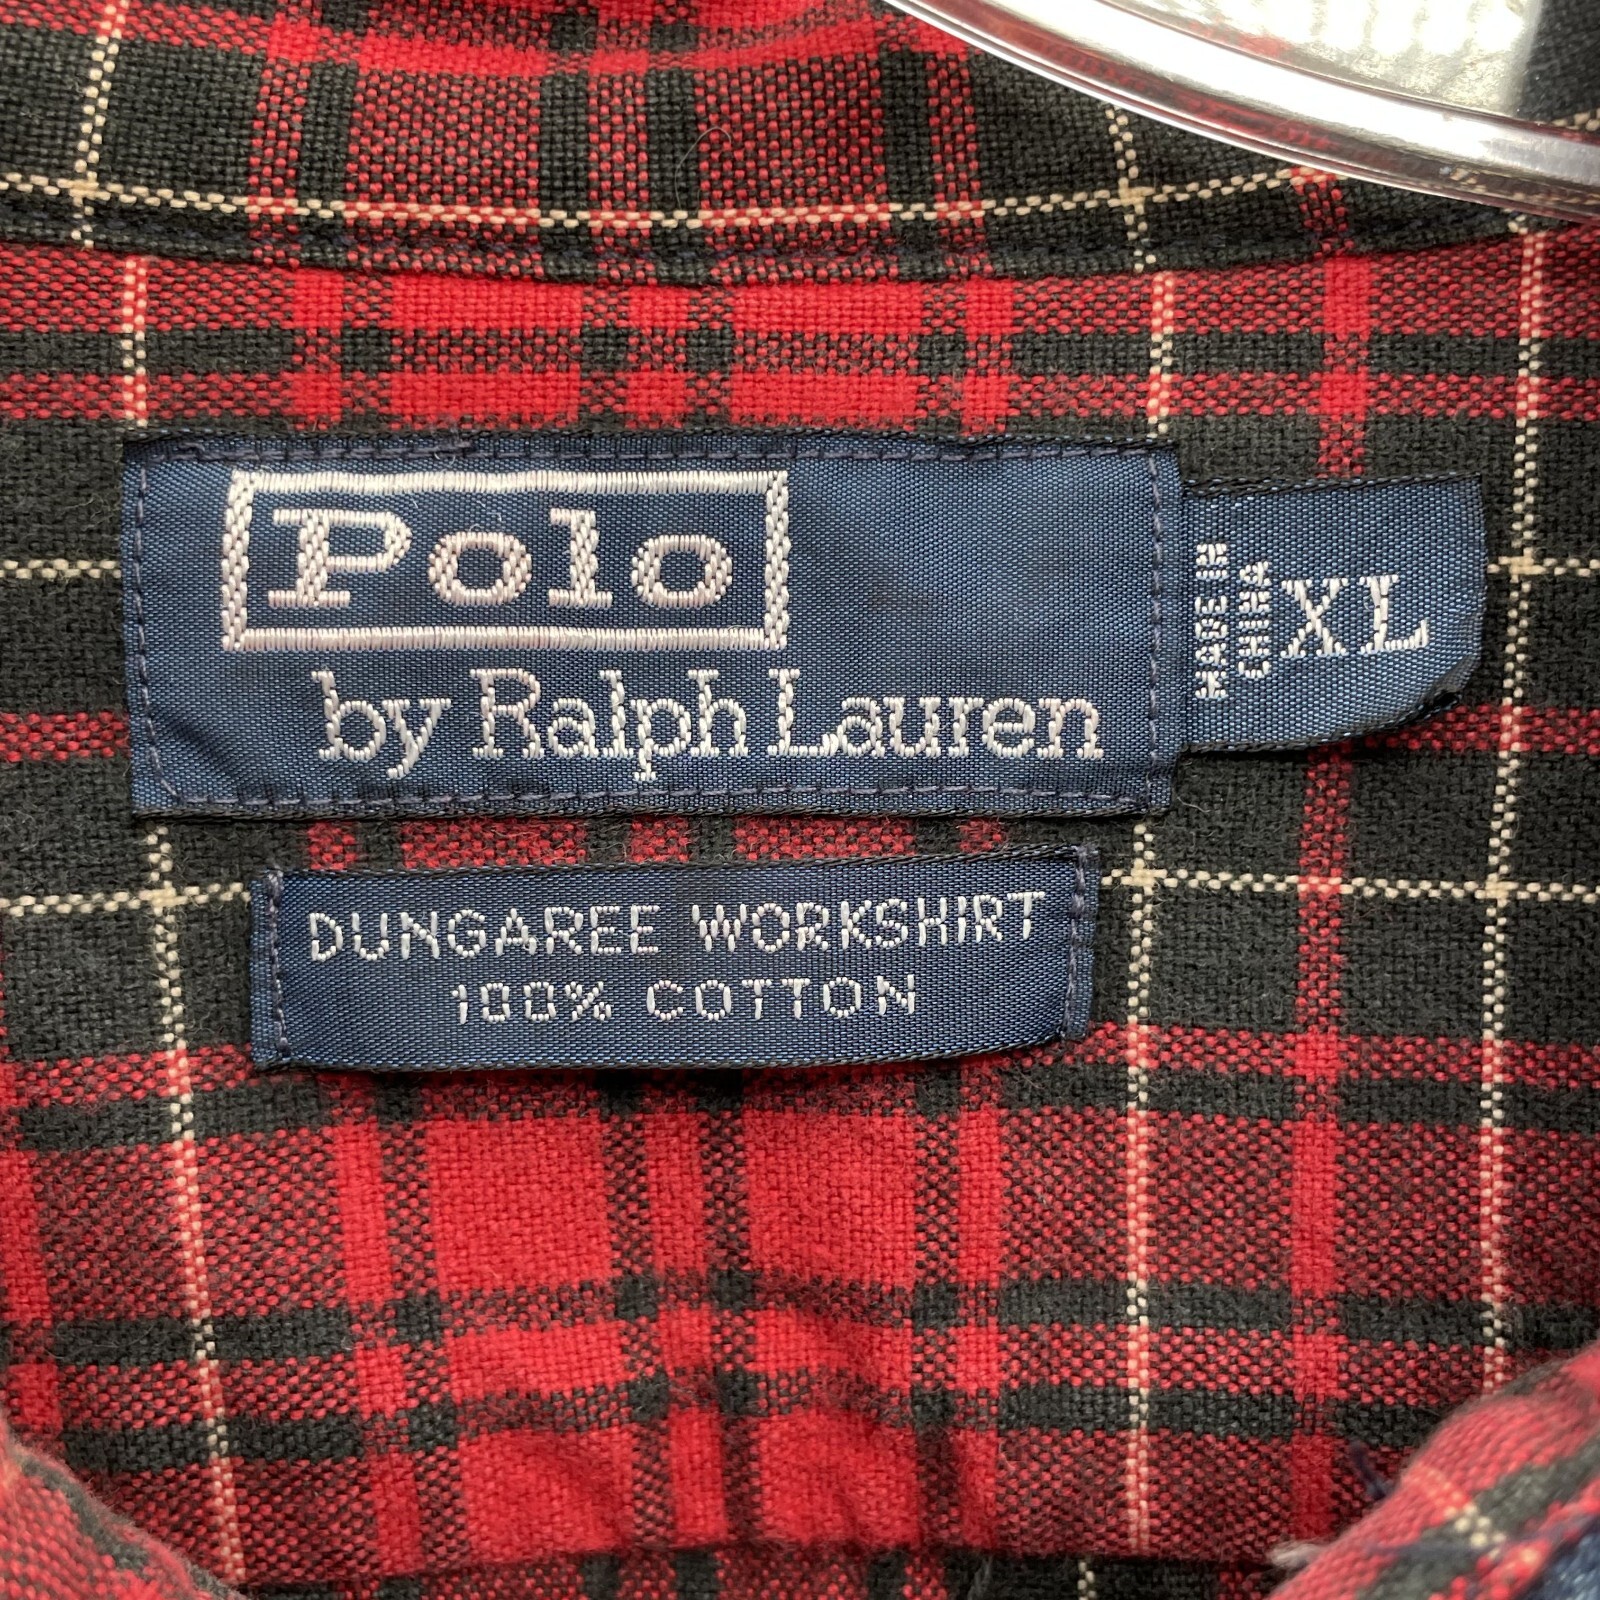 Polo
by Ralph Lauren
MADE IN
CHINA
XL
DUNGAREE WORKSHIRT
100% COTTON